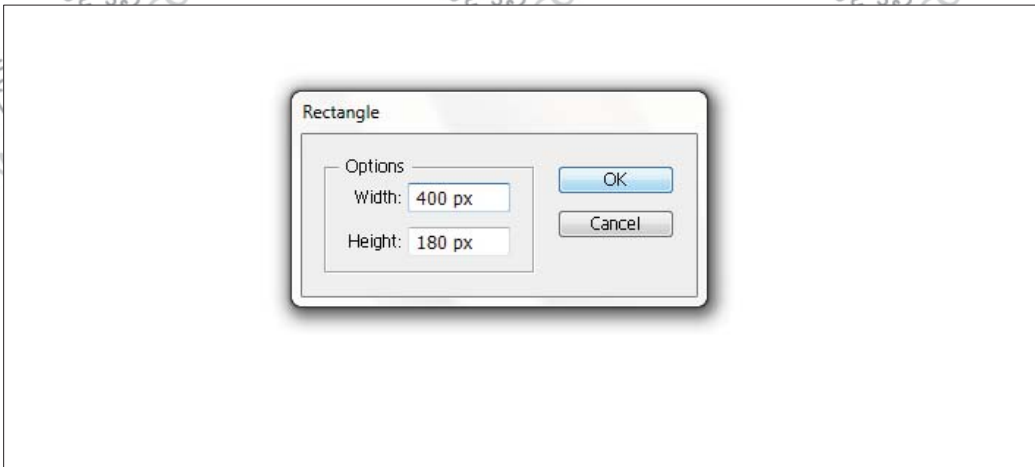 Rectangle
Options
Width: 400 px
Height: 180 px
OK
Cancel